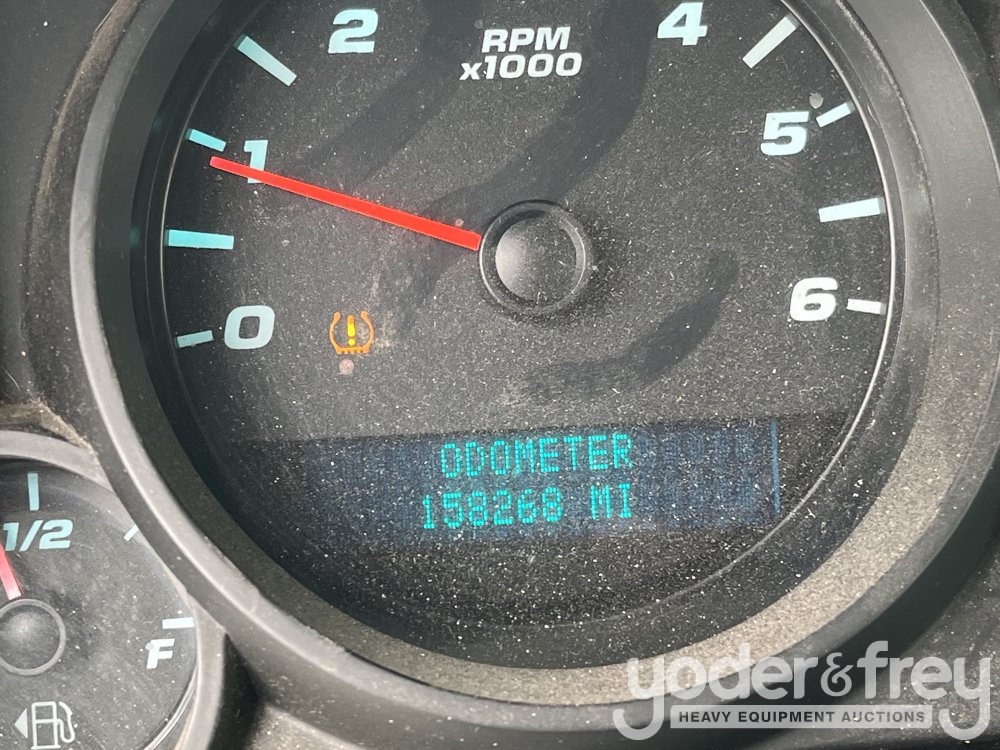 2
4
RPM
x1000
1
5
6
0
ODOMETER
158268 MI
1/2
F
yoder&frey
HEAVY EQUIPMENT AUCTIONS